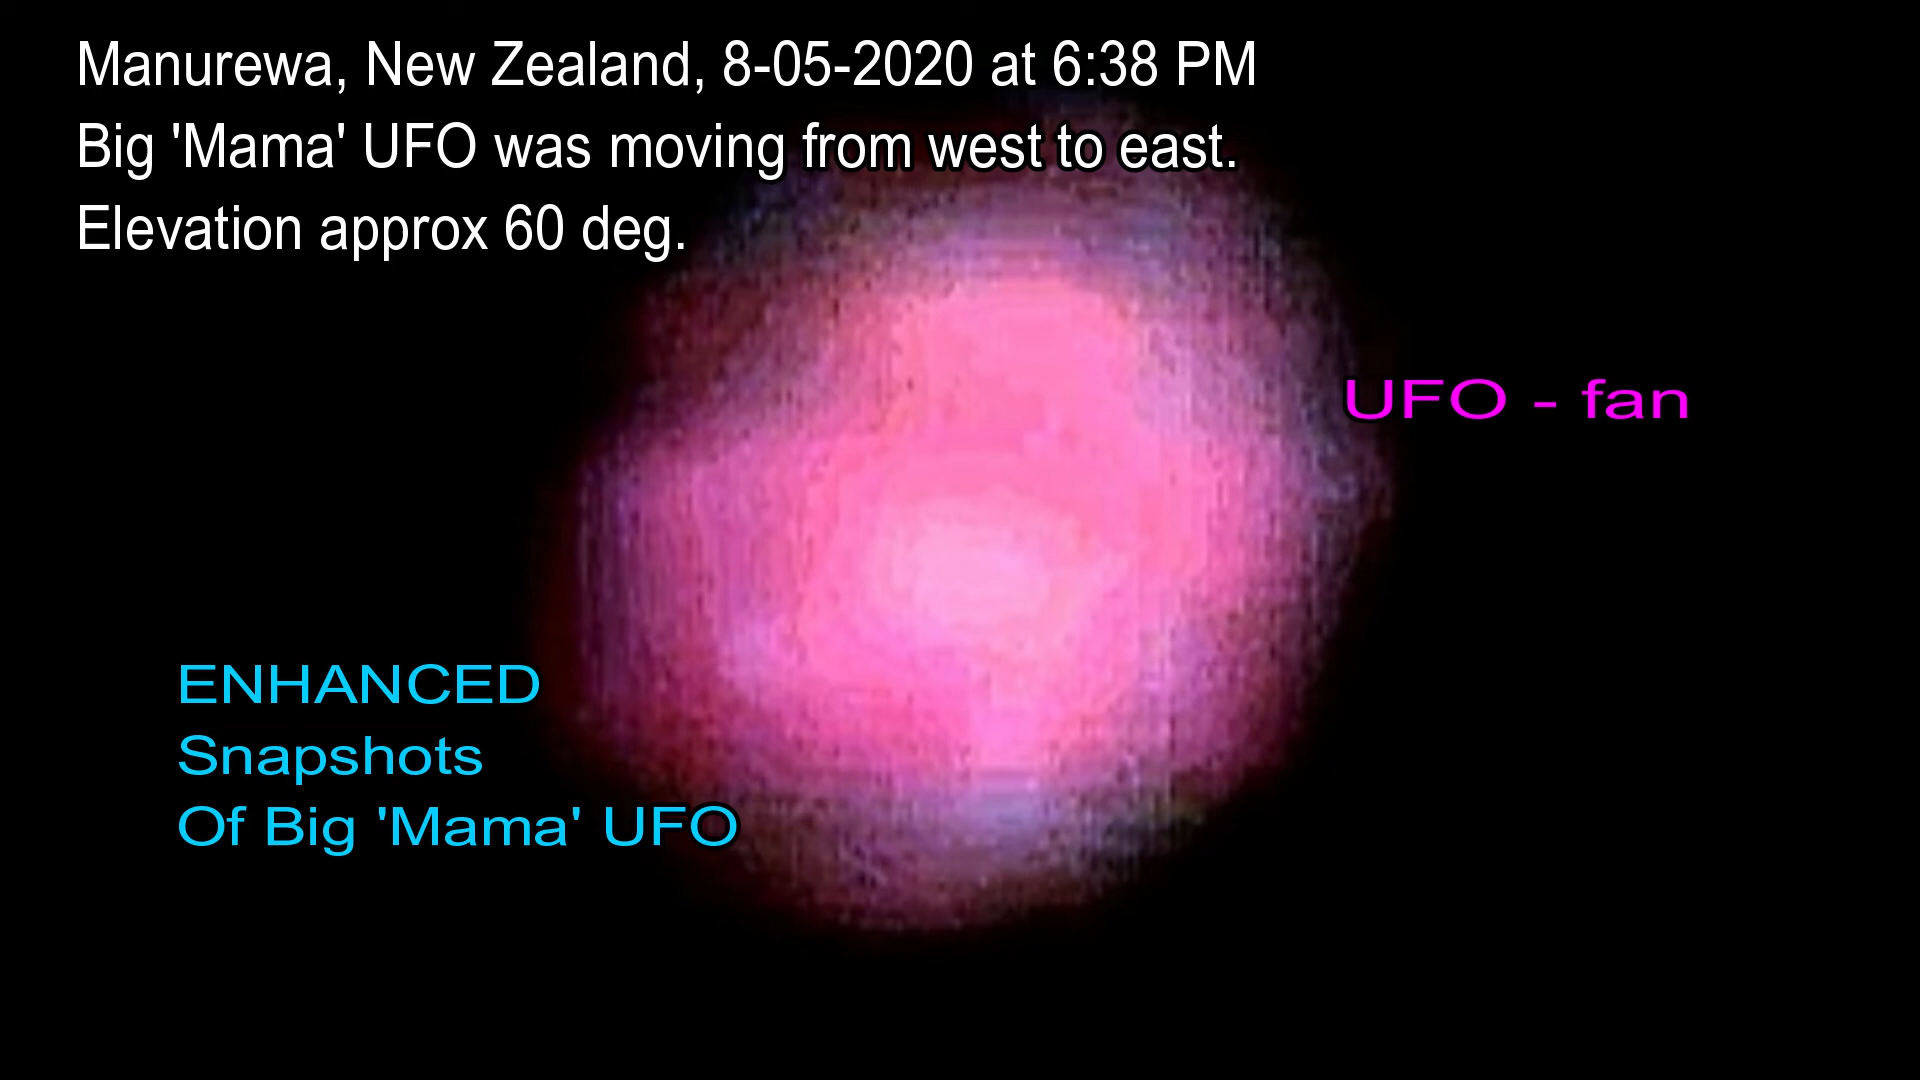 Manurewa, New Zealand, 8-05-2020 at 6:38 PM
Big 'Mama' UFO was moving from west to east.
Elevation approx 60 deg.
UFO - fan
ENHANCED
Snapshots
Of Big 'Mama' UFO